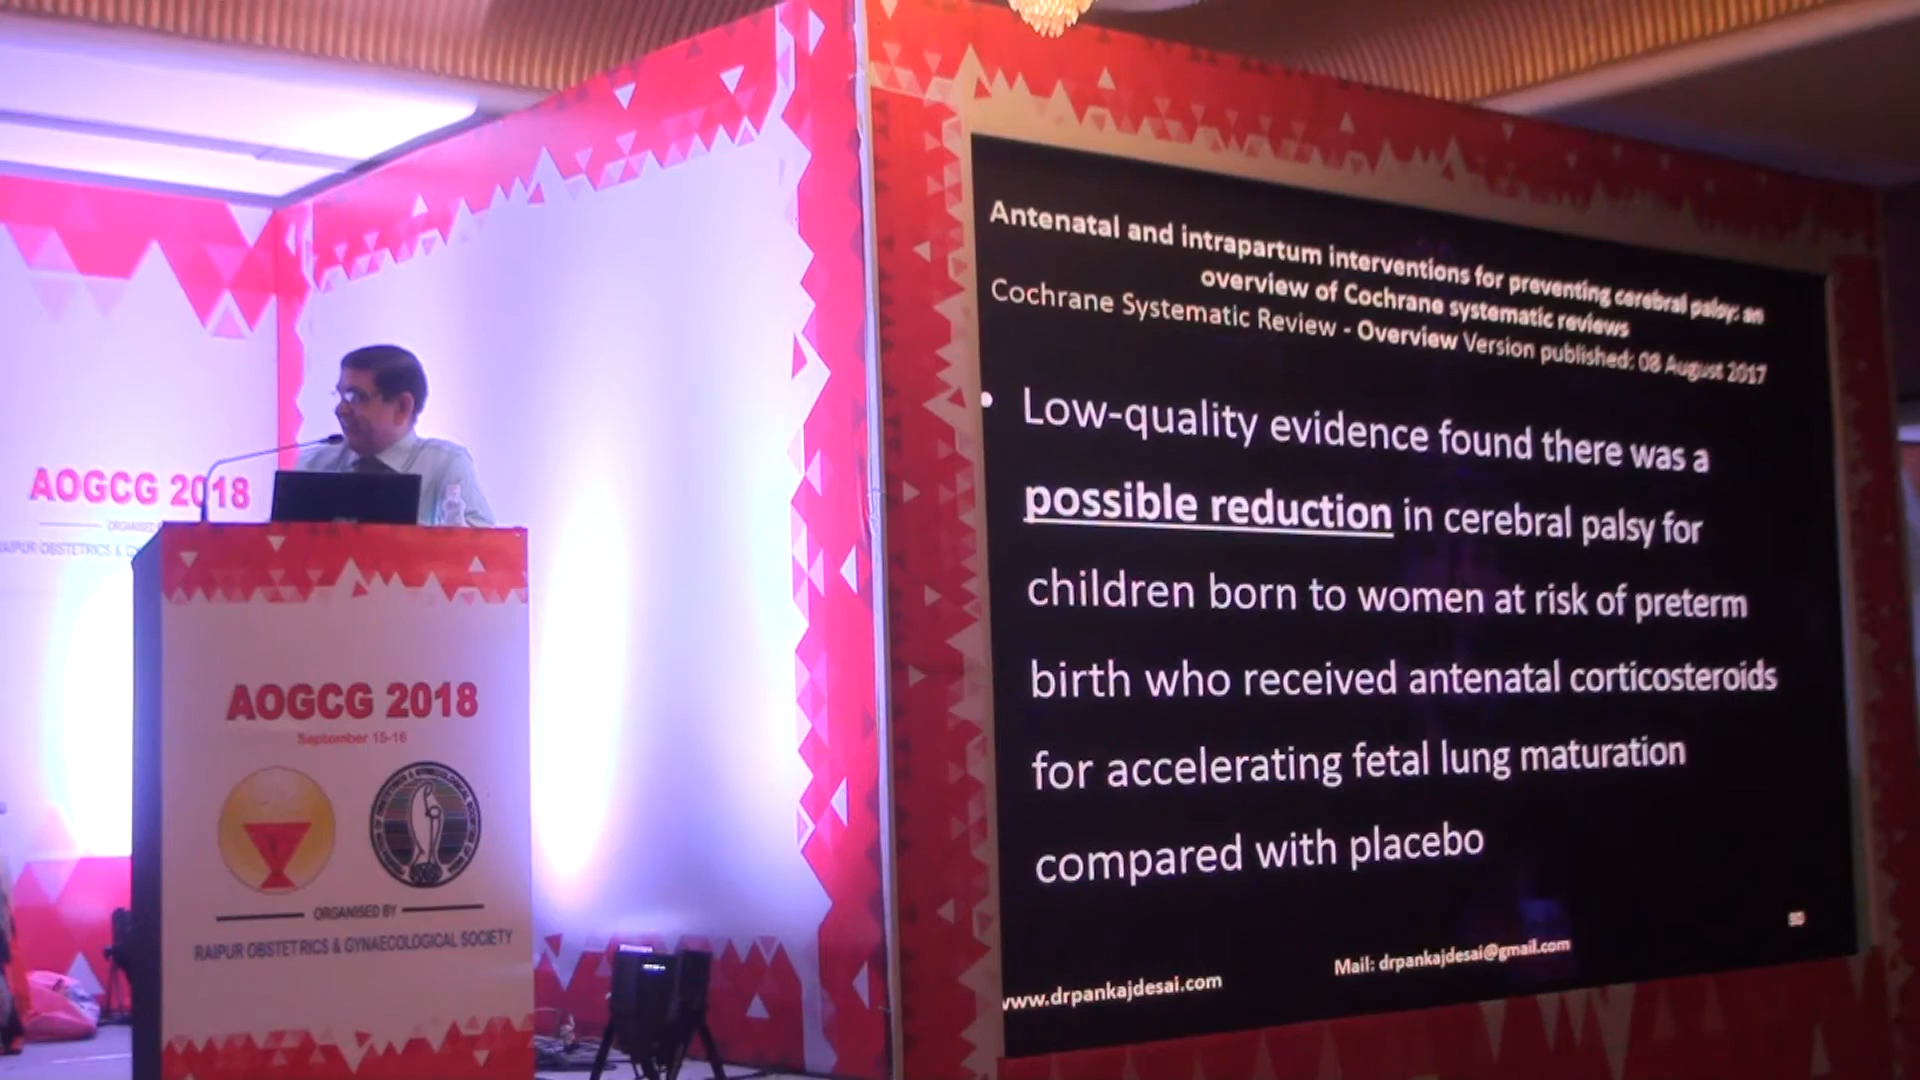 AOGCG 2018
ORGANISED
RAIPUR OBSTETRICS &
AOGCG 2018
September 15-16
ORGANISED BY
RAIPUR OBSTETRICS & GYNAECOLOGICAL SOCIETY
Antenatal and intrapartum interventions for preventing cerebral palsy: an
overview of Cochrane systematic reviews
Cochrane Systematic Review - Overview Version published: 08 August 2017
• Low-quality evidence found there was a
possible reduction in cerebral palsy for
children born to women at risk of preterm
birth who received antenatal corticosteroids
for accelerating fetal lung maturation
compared with placebo
www.drpankajdesai.com
Mail: drpankajdesai@gmail.com